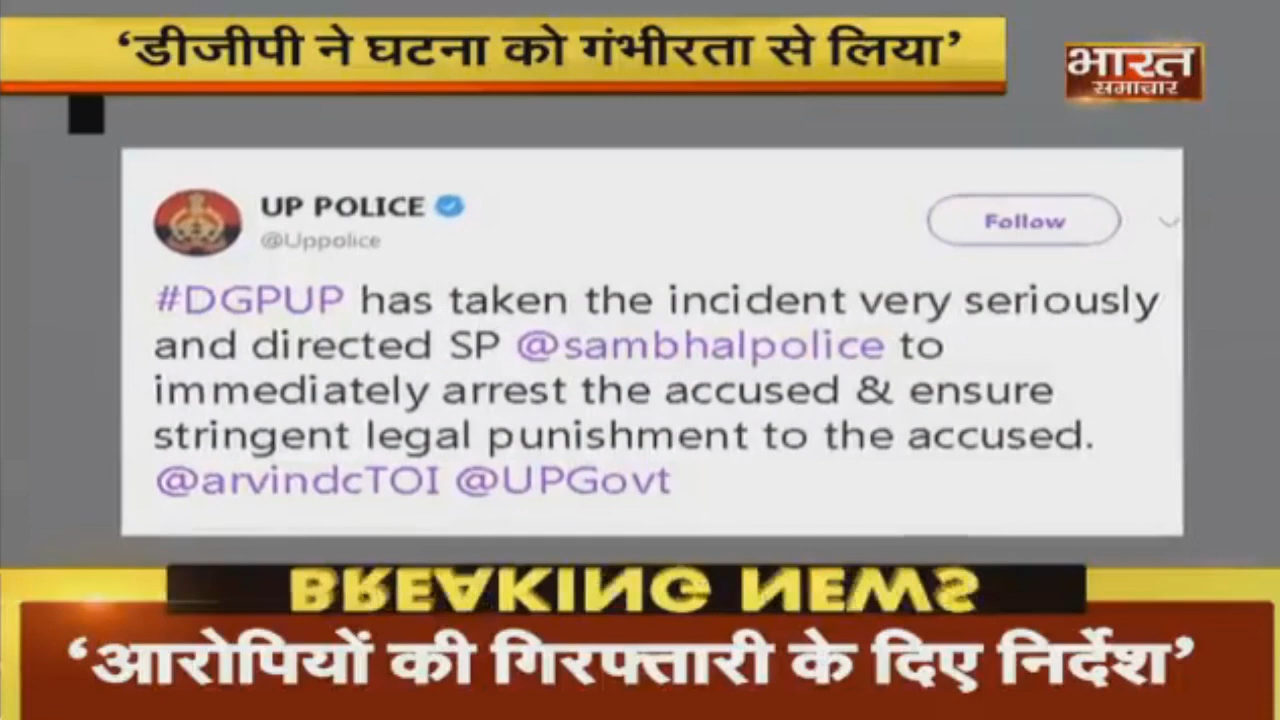 ‘डीजीपी ने घटना को गंभीरता से लिया’
भारत
समाचार
UP POLICE
@Uppolice
Follow
#DGPUP has taken the incident very seriously
and directed SP @sambhalpolice to
immediately arrest the accused & ensure
stringent legal punishment to the accused.
@arvindcTOI @UPGovt
BREAKING NEWS
‘आरोपियों की गिरफ्तारी के दिए निर्देश’